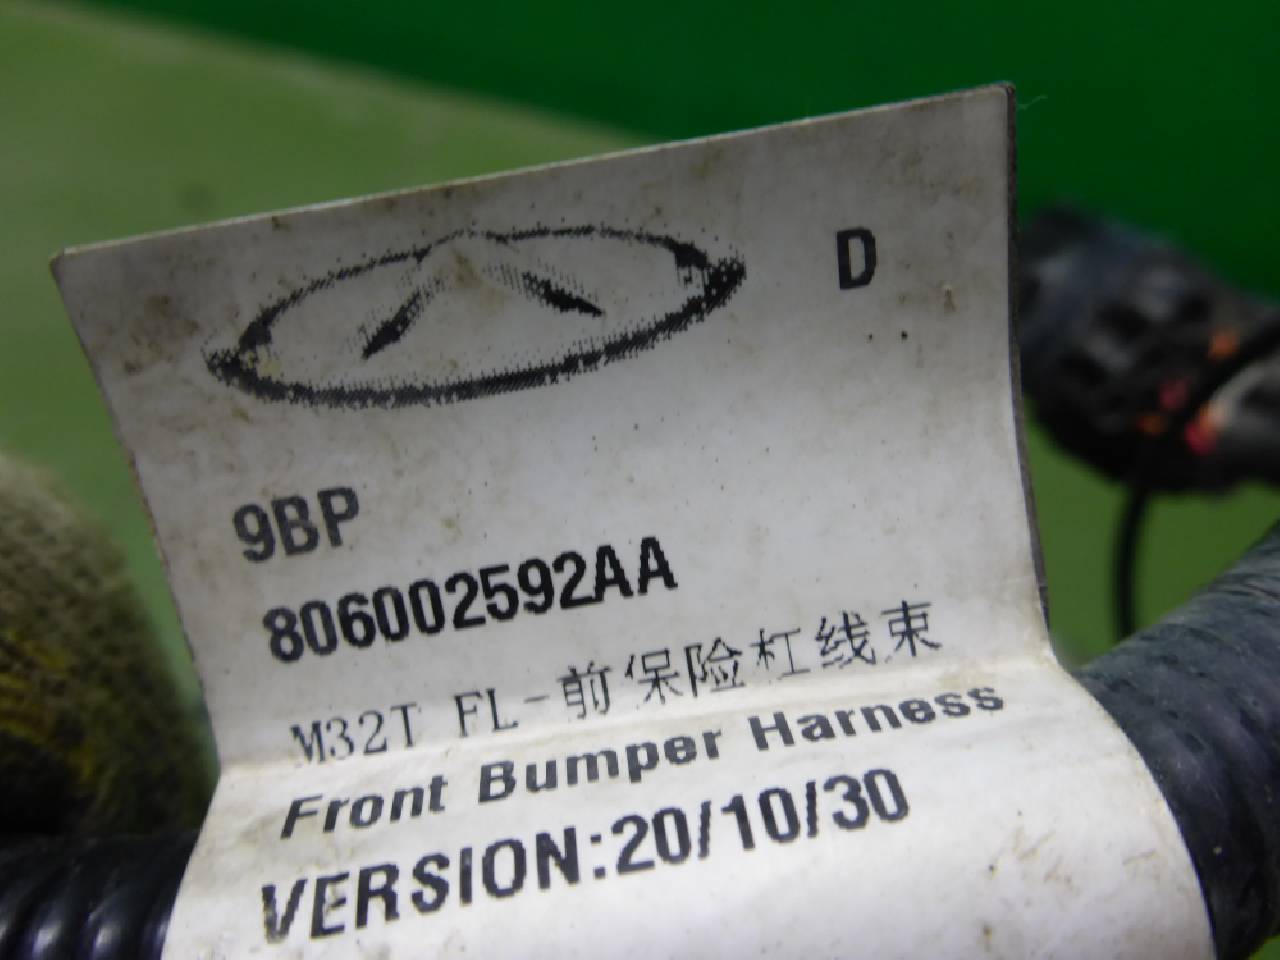 D
9BP
806002592AA
M32T FL-前保险杠线束
Front Bumper Harness
VERSION:20/10/30